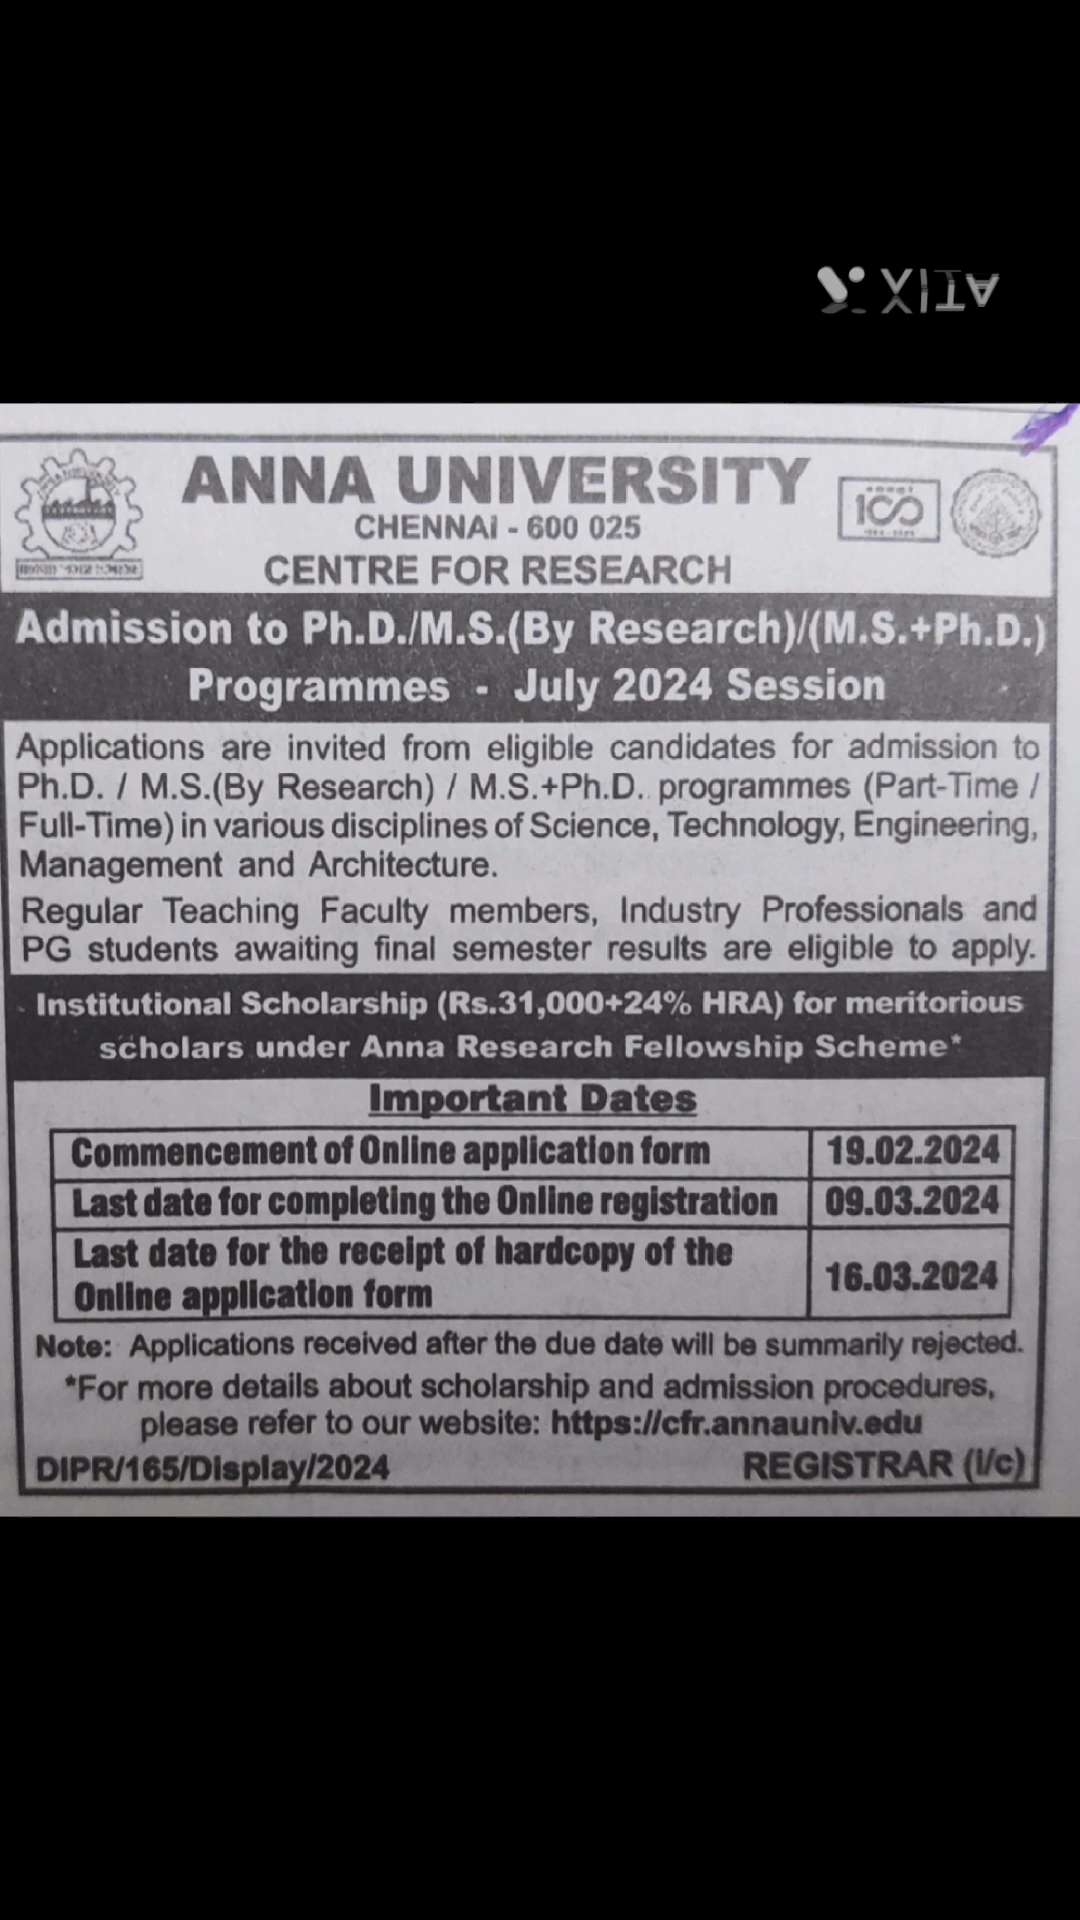 ANNA UNIVERSITY
CHENNAI - 600 025
CENTRE FOR RESEARCH
100
Admission to Ph.D./M.S.(By Research)/(M.S.+Ph.D.)
Programmes - July 2024 Session
Applications are invited from eligible candidates for admission to
Ph.D. / M.S.(By Research) / M.S.+Ph.D. programmes (Part-Time /
Full-Time) in various disciplines of Science, Technology, Engineering,
Management and Architecture.
Regular Teaching Faculty members, Industry Professionals and
PG students awaiting final semester results are eligible to apply.
Institutional Scholarship (Rs.31,000+24% HRA) for meritorious
scholars under Anna Research Fellowship Scheme*
Important Dates
Commencement of Online application form 19.02.2024
Last date for completing the Online registration 09.03.2024
Last date for the receipt of hardcopy of the
Online application form 16.03.2024
Note: Applications received after the due date will be summarily rejected.
*For more details about scholarship and admission procedures,
please refer to our website: https://cfr.annauniv.edu
DIPR/165/Display/2024 REGISTRAR (i/c)